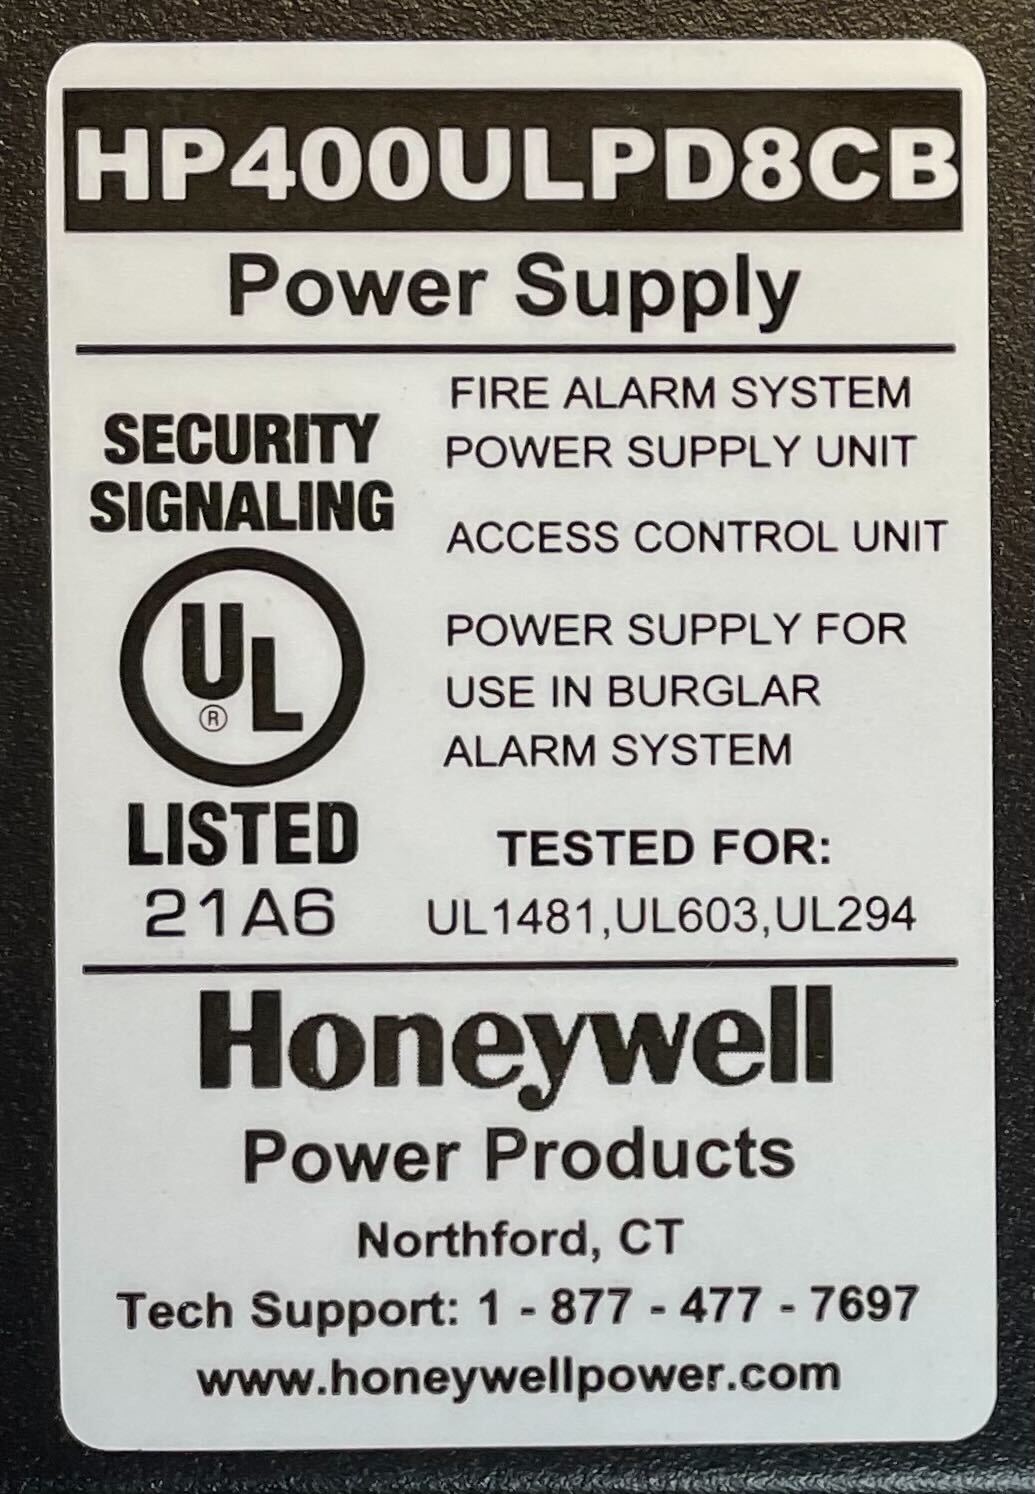 HP400ULPD8CB
Power Supply
SECURITY
SIGNALING
UL
®
LISTED
21A6
FIRE ALARM SYSTEM
POWER SUPPLY UNIT
ACCESS CONTROL UNIT
POWER SUPPLY FOR
USE IN BURGLAR
ALARM SYSTEM
TESTED FOR:
UL1481,UL603,UL294
Honeywell
Power Products
Northford, CT
Tech Support: 1 - 877 - 477 - 7697
www.honeywellpower.com